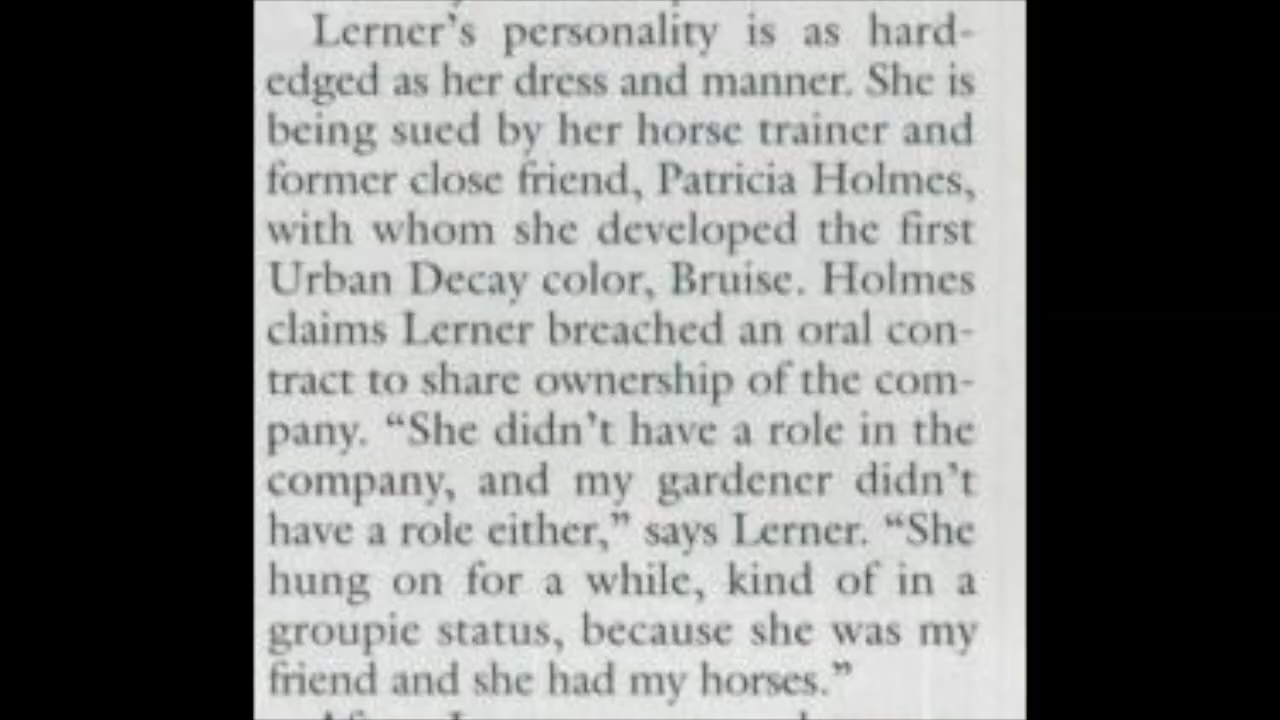 Lerner's personality is as hard-
edged as her dress and manner. She is
being sued by her horse trainer and
former close friend, Patricia Holmes,
with whom she developed the first
Urban Decay color, Bruise. Holmes
claims Lerner breached an oral con-
tract to share ownership of the com-
pany. “She didn't have a role in the
company, and my gardener didn't
have a role either,” says Lerner. “She
hung on for a while, kind of in a
groupie status, because she was my
friend and she had my horses.”